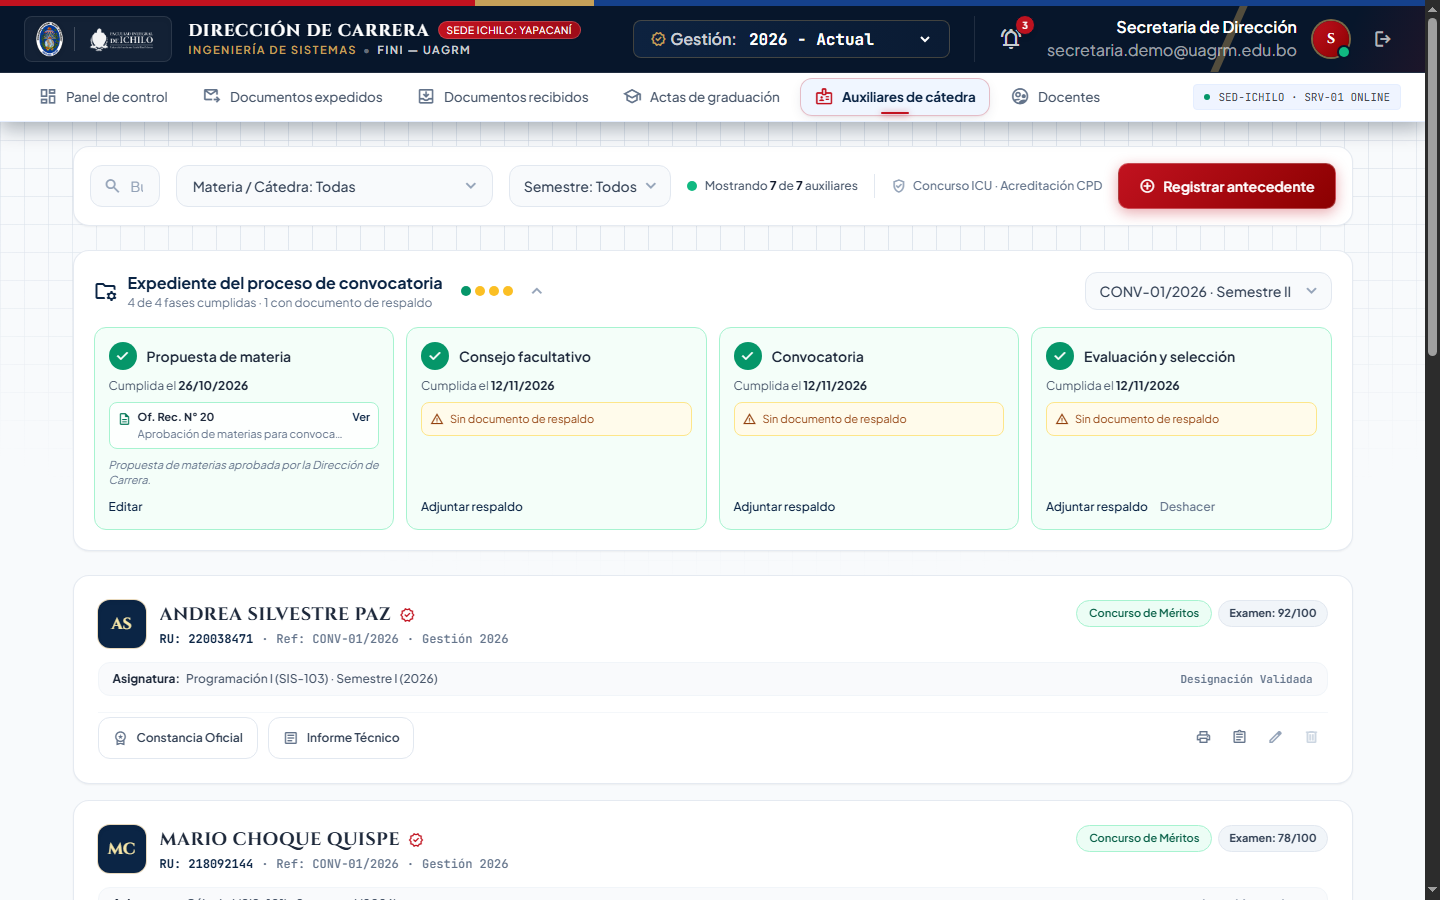 DIRECCIÓN DE CARRERA
SEDE ICHILO: YAPACANÍ
INGENIERÍA DE SISTEMAS • FINI — UAGRM
Gestión: 2026 - Actual
3
Secretaria de Dirección
secretaria.demo@uagrm.edu.bo
S
Panel de control
Documentos expedidos
Documentos recibidos
Actas de graduación
Auxiliares de cátedra
Docentes
SED-ICHILO · SRV-01 ONLINE
Materia / Cátedra: Todas
Semestre: Todos
Mostrando 7 de 7 auxiliares
Concurso ICU · Acreditación CPD
Registrar antecedente
Expediente del proceso de convocatoria
4 de 4 fases cumplidas · 1 con documento de respaldo
CONV-01/2026 · Semestre II
Propuesta de materia
Cumplida el 26/10/2026
Of. Rec. N° 20
Ver
Aprobación de materias para convoca...
Propuesta de materias aprobada por la Dirección de
Carrera.
Editar
Consejo facultativo
Cumplida el 12/11/2026
Sin documento de respaldo
Adjuntar respaldo
Convocatoria
Cumplida el 12/11/2026
Sin documento de respaldo
Adjuntar respaldo
Evaluación y selección
Cumplida el 12/11/2026
Sin documento de respaldo
Adjuntar respaldo
Deshacer
AS
ANDREA SILVESTRE PAZ
RU: 220038471 · Ref: CONV-01/2026 · Gestión 2026
Concurso de Méritos
Examen: 92/100
Asignatura: Programación I (SIS-103) · Semestre I (2026)
Designación Validada
Constancia Oficial
Informe Técnico
MC
MARIO CHOQUE QUISPE
RU: 218092144 · Ref: CONV-01/2026 · Gestión 2026
Concurso de Méritos
Examen: 78/100